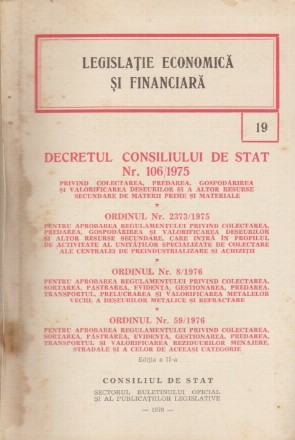 LEGISLAȚIE ECONOMICĂ
ȘI FINANCIARĂ
19
DECRETUL CONSILIULUI DE STAT
Nr. 106/1975
PRIVIND COLECTAREA, PREDAREA, GOSPODĂRIREA
ȘI VALORIFICAREA DEȘEURILOR ȘI A ALTOR RESURSE
SECUNDARE DE MATERII PRIME ȘI MATERIALE
*
ORDINUL Nr. 2373/1975
PENTRU APROBAREA REGULAMENTULUI PRIVIND COLECTAREA,
PREDAREA, GOSPODĂRIREA ȘI VALORIFICAREA DEȘEURILOR
ȘI ALTOR RESURSE SECUNDARE, CARE INTRĂ ÎN PROFILUL
DE ACTIVITATE AL UNITĂȚILOR SPECIALIZATE DE COLECTARE
ALE CENTRALEI DE PREINDUSTRIALIZARE ȘI ACHIZIȚII
*
ORDINUL Nr. 8/1976
PENTRU APROBAREA REGULAMENTULUI PRIVIND COLECTAREA,
SORTAREA, PĂSTRAREA, EVIDENȚA, GESTIONAREA, PREDAREA,
TRANSPORTUL, PRELUCRAREA ȘI VALORIFICAREA METALELOR
VECHI, A DEȘEURILOR METALICE ȘI REFRACTARE
*
ORDINUL Nr. 59/1976
PENTRU APROBAREA REGULAMENTULUI PRIVIND COLECTAREA,
SORTAREA, PĂSTRAREA, EVIDENȚA, GESTIONAREA, PREDAREA,
TRANSPORTUL ȘI VALORIFICAREA REZIDUURILOR MENAJERE,
STRADALE ȘI A CELOR DE ACEEAȘI CATEGORIE
Ediția a II-a
CONSILIUL DE STAT
SECTORUL BULETINULUI OFICIAL
ȘI AL PUBLICAȚIILOR LEGISLATIVE